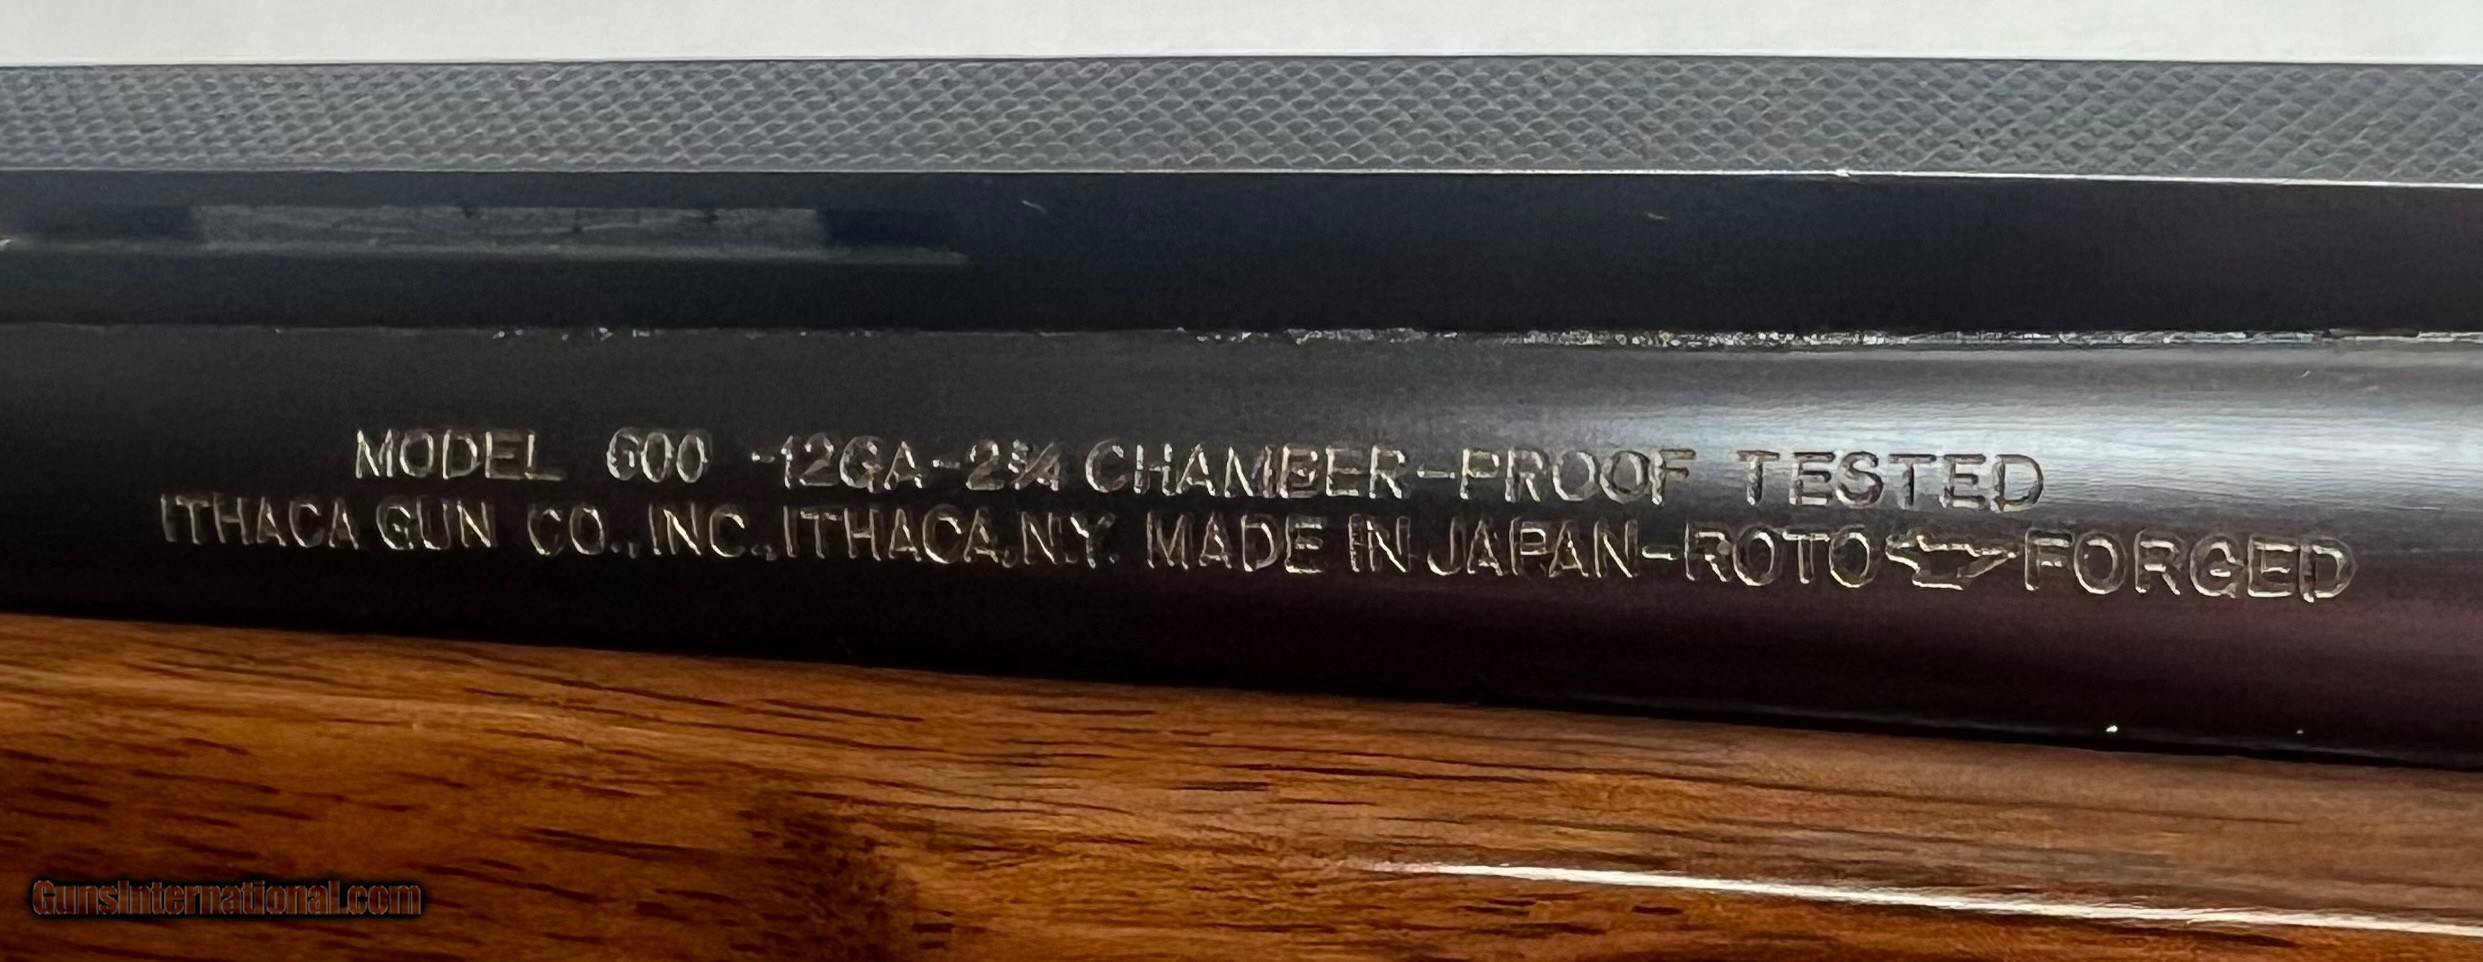 MODEL 600 -12GA-2¾ CHAMBER-PROOF TESTED
ITHACA GUN CO., INC., ITHACA, N.Y. MADE IN JAPAN-ROTO FORGED
GunsInternational.com